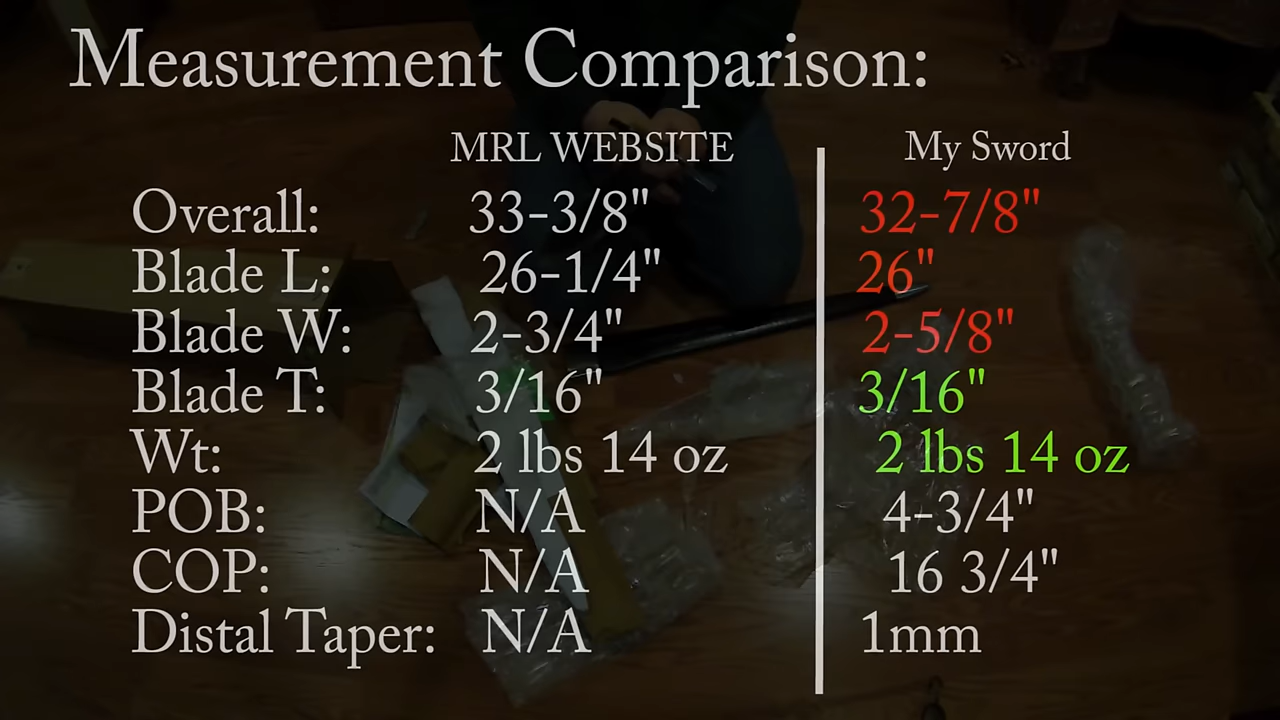 Measurement Comparison:
MRL WEBSITE My Sword
Overall: 33-3/8" 32-7/8"
Blade L: 26-1/4" 26"
Blade W: 2-3/4" 2-5/8"
Blade T: 3/16" 3/16"
Wt: 2 lbs 14 oz 2 lbs 14 oz
POB: N/A 4-3/4"
COP: N/A 16 3/4"
Distal Taper: N/A 1mm